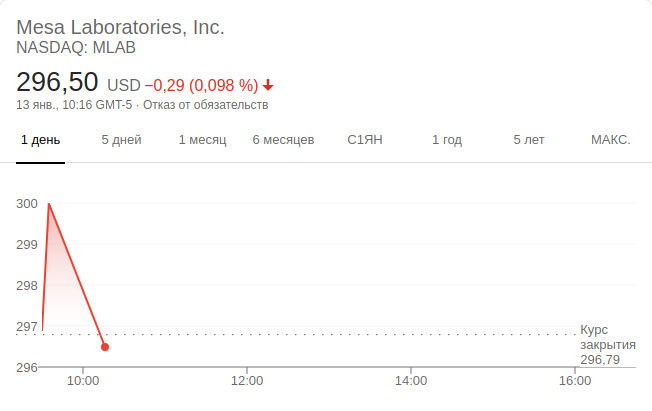 Mesa Laboratories, Inc.
NASDAQ: MLAB
296,50 USD −0,29 (0,098 %)
13 янв., 10:16 GMT-5 · Отказ от обязательств
1 день 5 дней 1 месяц 6 месяцев С1ЯН 1 год 5 лет МАКС.
300
299
298
297
Курс
закрытия
296,79
296
10:00 12:00 14:00 16:00